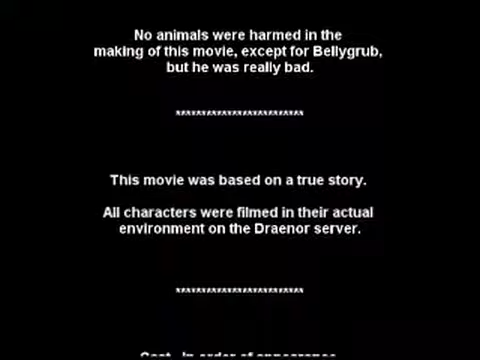 No animals were harmed in the
making of this movie, except for Bellygrub,
but he was really bad.
************************
This movie was based on a true story.
All characters were filmed in their actual
environment on the Draenor server.
************************
Cast - in order of appearance